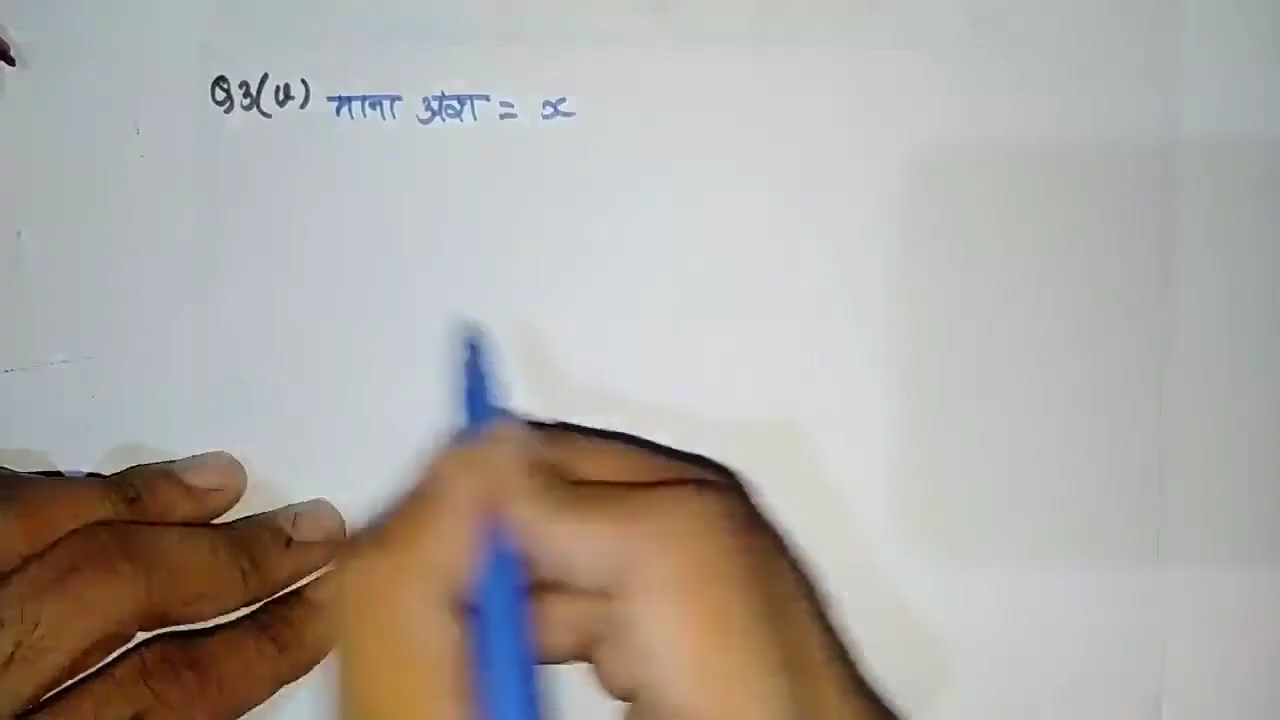 Q3(v) माना अंश = x